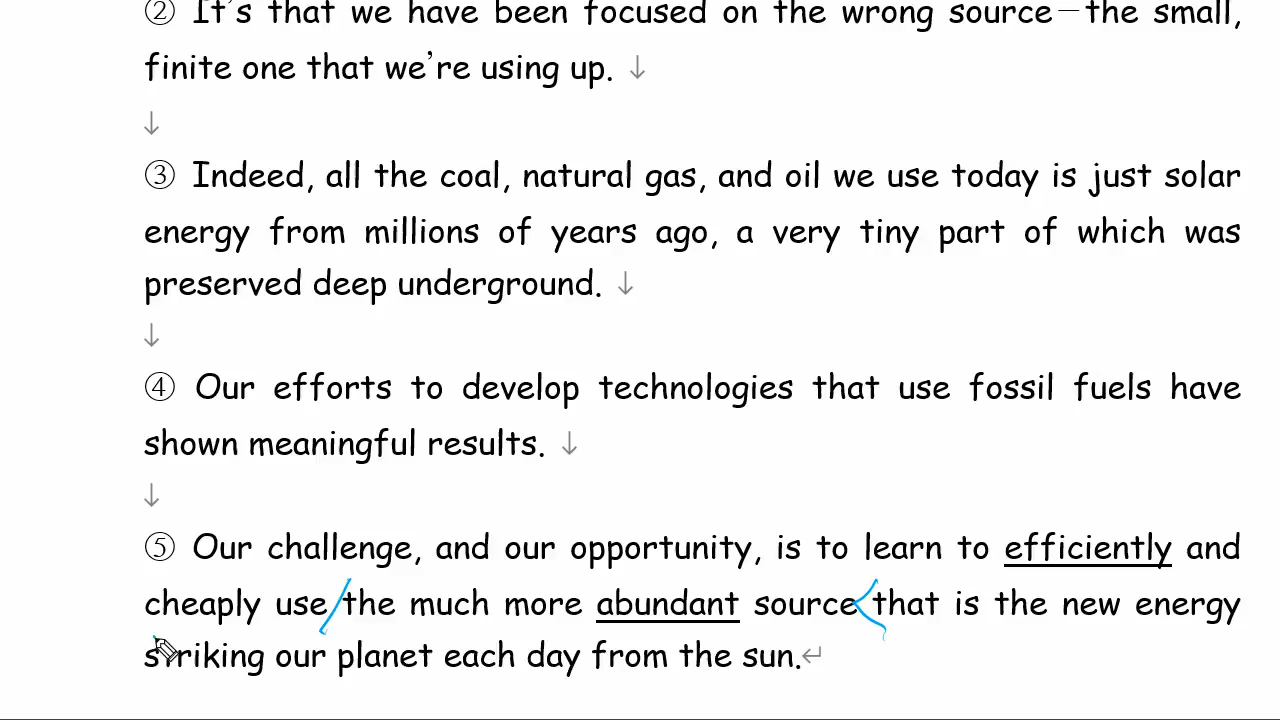 ② It's that we have been focused on the wrong source—the small,
finite one that we're using up. ↓
↓
③ Indeed, all the coal, natural gas, and oil we use today is just solar
energy from millions of years ago, a very tiny part of which was
preserved deep underground. ↓
↓
④ Our efforts to develop technologies that use fossil fuels have
shown meaningful results. ↓
↓
⑤ Our challenge, and our opportunity, is to learn to efficiently and
cheaply use the much more abundant source that is the new energy
striking our planet each day from the sun.↵